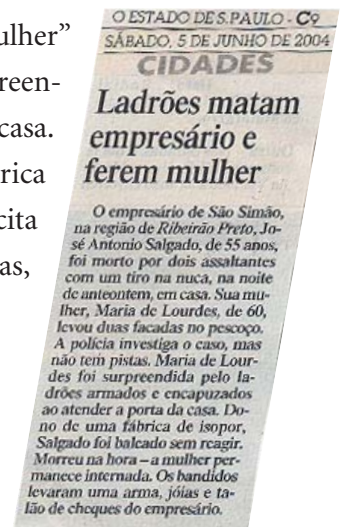 ulher”
reen-
casa.
rica
cita
as,
O ESTADO DE S. PAULO - C9
SÁBADO, 5 DE JUNHO DE 2004
CIDADES
Ladrões matam
empresário e
ferem mulher
O empresário de São Simão,
na região de Ribeirão Preto, Jo-
sé Antonio Salgado, de 55 anos,
foi morto por dois assaltantes
com um tiro na nuca, na noite
de anteontem, em casa. Sua mu-
lher, Maria de Lourdes, de 60,
levou duas facadas no pescoço.
A polícia investiga o caso, mas
não tem pistas. Maria de Lour-
des foi surpreendida pelo la-
drões armados e encapuzados
ao atender a porta da casa. Do-
no de uma fábrica de isopor,
Salgado foi baleado sem reagir.
Morreu na hora – a mulher per-
manece internada. Os bandidos
levaram uma arma, jóias e ta-
lão de cheques do empresário.